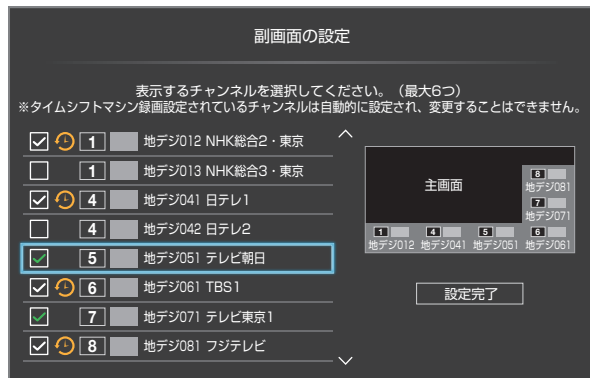 副画面の設定
表示するチャンネルを選択してください。（最大6つ）
※タイムシフトマシン録画設定されているチャンネルは自動的に設定され、変更することはできません。
1 地デジ012 NHK総合2・東京
1 地デジ013 NHK総合3・東京
4 地デジ041 日テレ1
4 地デジ042 日テレ2
5 地デジ051 テレビ朝日
6 地デジ061 TBS1
7 地デジ071 テレビ東京1
8 地デジ081 フジテレビ
主画面
8
地デジ081
7
地デジ071
1 4 5 6
地デジ012 地デジ041 地デジ051 地デジ061
設定完了